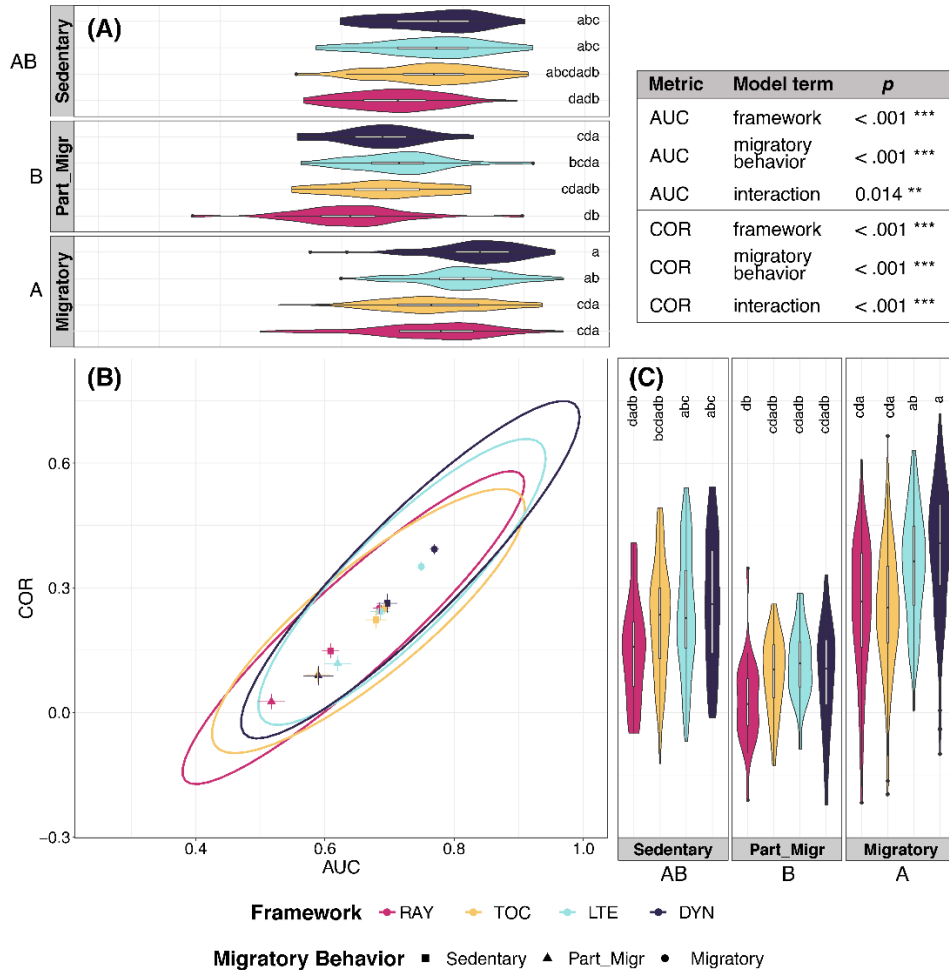 (A)
AB
Sedentary
abc
abc
abcdadb
dadb
B
Part_Migr
cda
bcda
cdadb
db
A
Migratory
a
ab
cda
cda
Metric Model term p
AUC framework < .001 ***
AUC migratory behavior < .001 ***
AUC interaction 0.014 **
COR framework < .001 ***
COR migratory behavior < .001 ***
COR interaction < .001 ***
(B)
COR
0.6
0.3
0.0
−0.3
0.4 0.6 0.8 1.0
AUC
(C)
dadb
bcdadb
abc
abc
db
cdadb
cdadb
cdadb
cda
cda
ab
a
Sedentary Part_Migr Migratory
AB B A
Framework RAY TOC LTE DYN
Migratory Behavior Sedentary Part_Migr Migratory